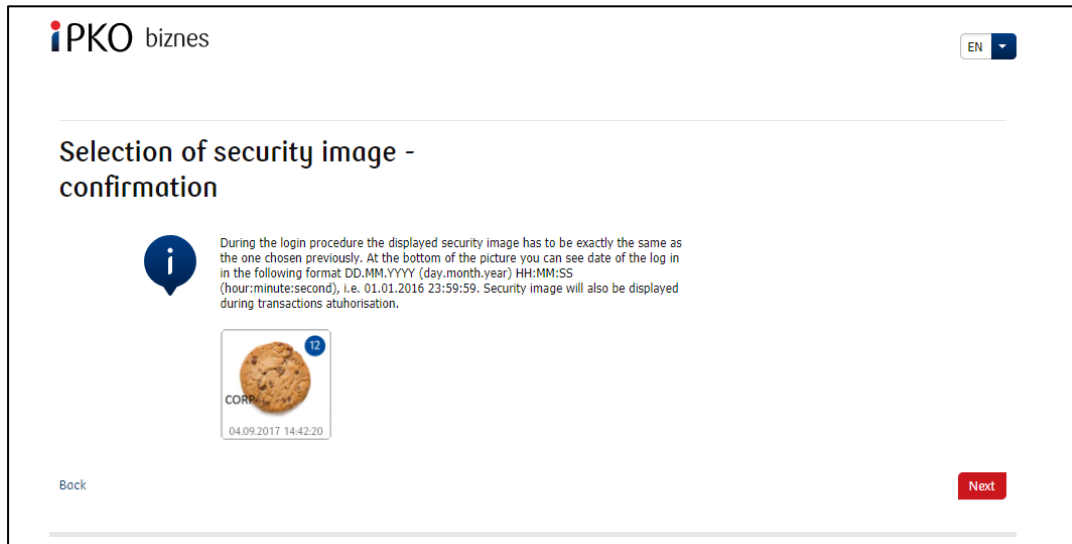 iPKO biznes
EN
Selection of security image -
confirmation
i
During the login procedure the displayed security image has to be exactly the same as
the one chosen previously. At the bottom of the picture you can see date of the log in
in the following format DD.MM.YYYY (day.month.year) HH:MM:SS
(hour:minute:second), i.e. 01.01.2016 23:59:59. Security image will also be displayed
during transactions atuhorisation.
12
CORP
04.09.2017 14:42:20
Back
Next